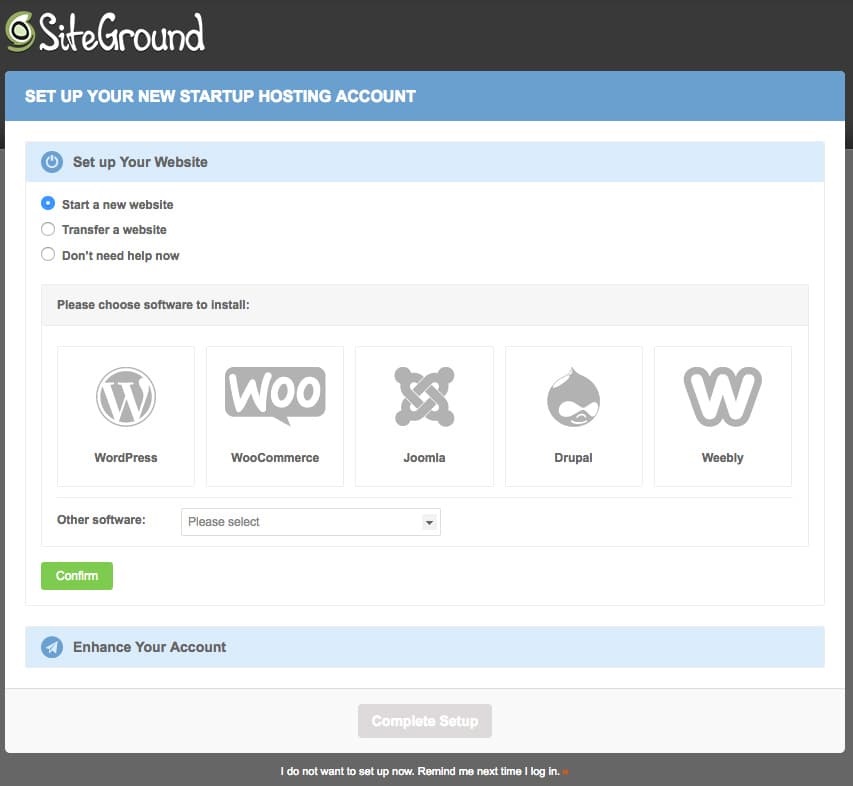 SiteGround
SET UP YOUR NEW STARTUP HOSTING ACCOUNT
Set up Your Website
Start a new website
Transfer a website
Don't need help now
Please choose software to install:
W WOO W
WordPress WooCommerce Joomla Drupal Weebly
Other software: Please select
Confirm
Enhance Your Account
Complete Setup
I do not want to set up now. Remind me next time I log in. »